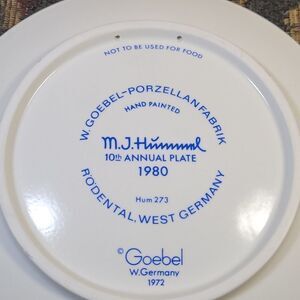 NOT TO BE USED FOR FOOD
W. GOEBEL-PORZELLANFABRIK
HAND PAINTED
M.J. Hummel
10th ANNUAL PLATE
1980
Hum 273
RÖDENTAL, WEST GERMANY
© Goebel
W. Germany
1972